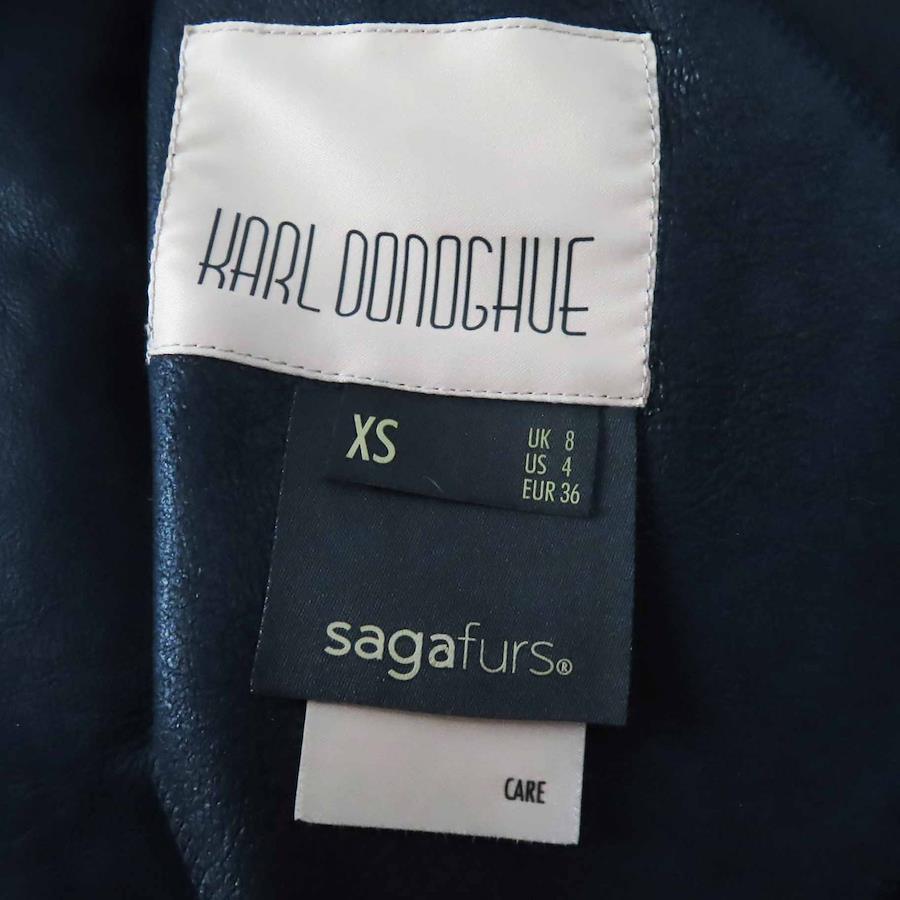 KARL DONOGHUE
XS
UK 8
US 4
EUR 36
sagafurs®
CARE